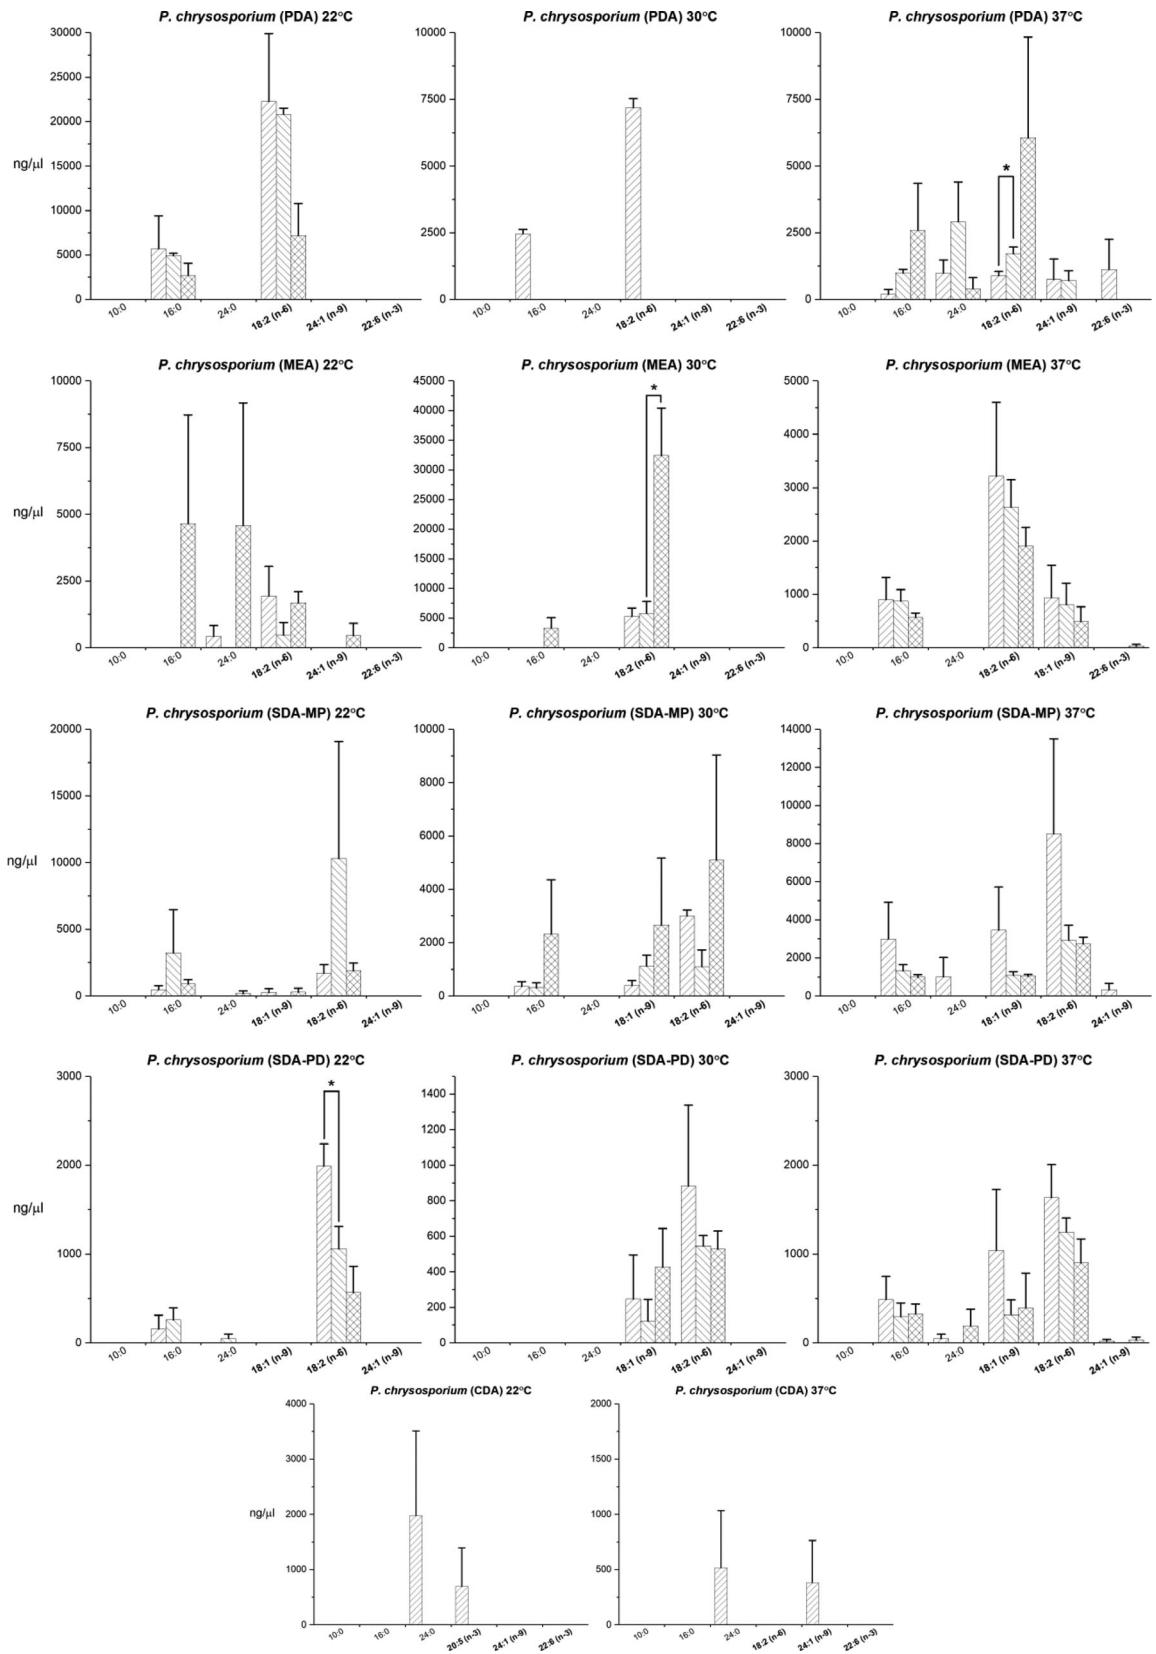 P. chrysosporium (PDA) 22°C
30000
25000
20000
15000
10000
5000
0
ng/μl
10:0 16:0 24:0 18:2 (n-6) 24:1 (n-9) 22:6 (n-3)
P. chrysosporium (PDA) 30°C
10000
7500
5000
2500
0
10:0 16:0 24:0 18:2 (n-6) 24:1 (n-9) 22:6 (n-3)
P. chrysosporium (PDA) 37°C
10000
7500
5000
2500
0
*
10:0 16:0 24:0 18:2 (n-6) 24:1 (n-9) 22:6 (n-3)
P. chrysosporium (MEA) 22°C
10000
7500
5000
2500
0
ng/μl
10:0 16:0 24:0 18:2 (n-6) 24:1 (n-9) 22:6 (n-3)
P. chrysosporium (MEA) 30°C
45000
40000
35000
30000
25000
20000
15000
10000
5000
0
*
10:0 16:0 24:0 18:2 (n-6) 24:1 (n-9) 22:6 (n-3)
P. chrysosporium (MEA) 37°C
5000
4000
3000
2000
1000
0
10:0 16:0 24:0 18:2 (n-6) 18:1 (n-9) 22:6 (n-3)
P. chrysosporium (SDA-MP) 22°C
20000
15000
10000
5000
0
ng/μl
10:0 16:0 24:0 18:1 (n-9) 18:2 (n-6) 24:1 (n-9)
P. chrysosporium (SDA-MP) 30°C
10000
8000
6000
4000
2000
0
10:0 16:0 24:0 18:1 (n-9) 18:2 (n-6) 24:1 (n-9)
P. chrysosporium (SDA-MP) 37°C
14000
12000
10000
8000
6000
4000
2000
0
10:0 16:0 24:0 18:1 (n-9) 18:2 (n-6) 24:1 (n-9)
P. chrysosporium (SDA-PD) 22°C
3000
2000
1000
0
ng/μl
*
10:0 16:0 24:0 18:1 (n-9) 18:2 (n-6) 24:1 (n-9)
P. chrysosporium (SDA-PD) 30°C
1400
1200
1000
800
600
400
200
0
10:0 16:0 24:0 18:1 (n-9) 18:2 (n-6) 24:1 (n-9)
P. chrysosporium (SDA-PD) 37°C
3000
2000
1000
0
10:0 16:0 24:0 18:1 (n-9) 18:2 (n-6) 24:1 (n-9)
P. chrysosporium (CDA) 22°C
4000
3000
2000
1000
0
ng/μl
10:0 16:0 24:0 20:5 (n-3) 24:1 (n-9) 22:6 (n-3)
P. chrysosporium (CDA) 37°C
2000
1500
1000
500
0
10:0 16:0 24:0 18:2 (n-6) 24:1 (n-9) 22:6 (n-3)